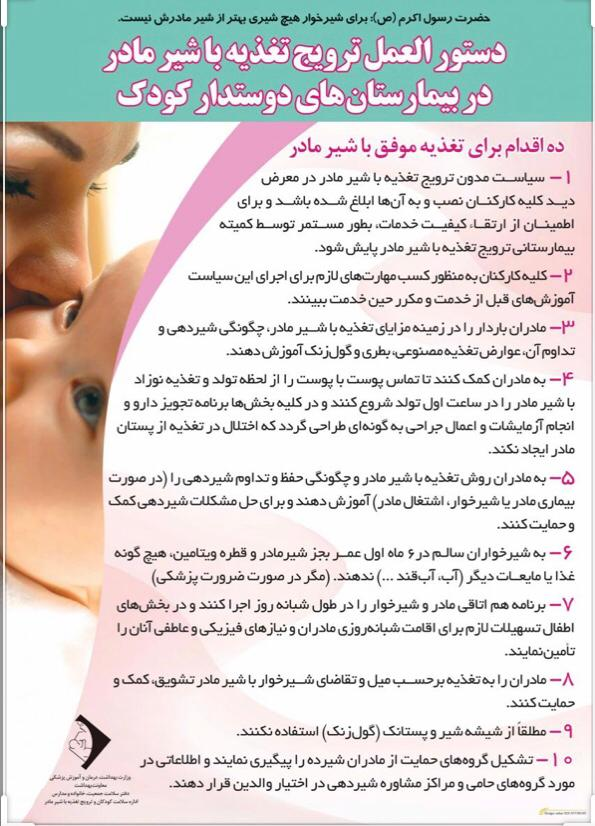 حضرت رسول اکرم (ص): برای شیرخوار هیچ شیری بهتر از شیر مادرش نیست.
دستور العمل ترویج تغذیه با شیر مادر
در بیمارستان‌های دوستدار کودک
ده اقدام برای تغذیه موفق با شیر مادر
۱– سیاست مدون ترویج تغذیه با شیر مادر در معرض
دید کلیه کارکنان نصب و به آن‌ها ابلاغ شده باشد و برای
اطمینان از ارتقاء کیفیت خدمات، بطور مستمر توسط کمیته
بیمارستانی ترویج تغذیه با شیر مادر پایش شود.
۲– کلیه کارکنان به منظور کسب مهارت‌های لازم برای اجرای این سیاست
آموزش‌های قبل از خدمت و مکرر حین خدمت ببینند.
۳– مادران باردار را در زمینه مزایای تغذیه با شیر مادر، چگونگی شیردهی و
تداوم آن، عوارض تغذیه مصنوعی، بطری و گول‌زنک آموزش دهند.
۴– به مادران کمک کنند تا تماس پوست با پوست را از لحظه تولد و تغذیه نوزاد
با شیر مادر را در ساعت اول تولد شروع کنند و در کلیه بخش‌ها برنامه تجویز دارو و
انجام آزمایشات و اعمال جراحی به گونه‌ای طراحی گردد که اختلال در تغذیه از پستان
مادر ایجاد نکند.
۵– به مادران روش تغذیه با شیر مادر و چگونگی حفظ و تداوم شیردهی را (در صورت
بیماری مادر یا شیرخوار، اشتغال مادر) آموزش دهند و برای حل مشکلات شیردهی کمک
و حمایت کنند.
۶– به شیرخواران سالم در ۶ ماه اول عمر بجز شیرمادر و قطره ویتامین، هیچ گونه
غذا یا مایعات دیگر (آب، آب‌قند ...) ندهند. (مگر در صورت ضرورت پزشکی)
۷– برنامه هم اتاقی مادر و شیرخوار را در طول شبانه روز اجرا کنند و در بخش‌های
اطفال تسهیلات لازم برای اقامت شبانه‌روزی مادران و نیازهای فیزیکی و عاطفی آنان را
تأمین نمایند.
۸– مادران را به تغذیه برحسب میل و تقاضای شیرخوار با شیر مادر تشویق، کمک و
حمایت کنند.
۹– مطلقاً از شیشه شیر و پستانک (گول‌زنک) استفاده نکنند.
۱۰– تشکیل گروه‌های حمایت از مادران شیرده را پیگیری نمایند و اطلاعاتی در
مورد گروه‌های حامی و مراکز مشاوره شیردهی در اختیار والدین قرار دهند.
وزارت بهداشت، درمان و آموزش پزشکی
معاونت بهداشت
دفتر سلامت جمعیت، خانواده و مدارس
اداره سلامت کودکان و ترویج تغذیه با شیر مادر